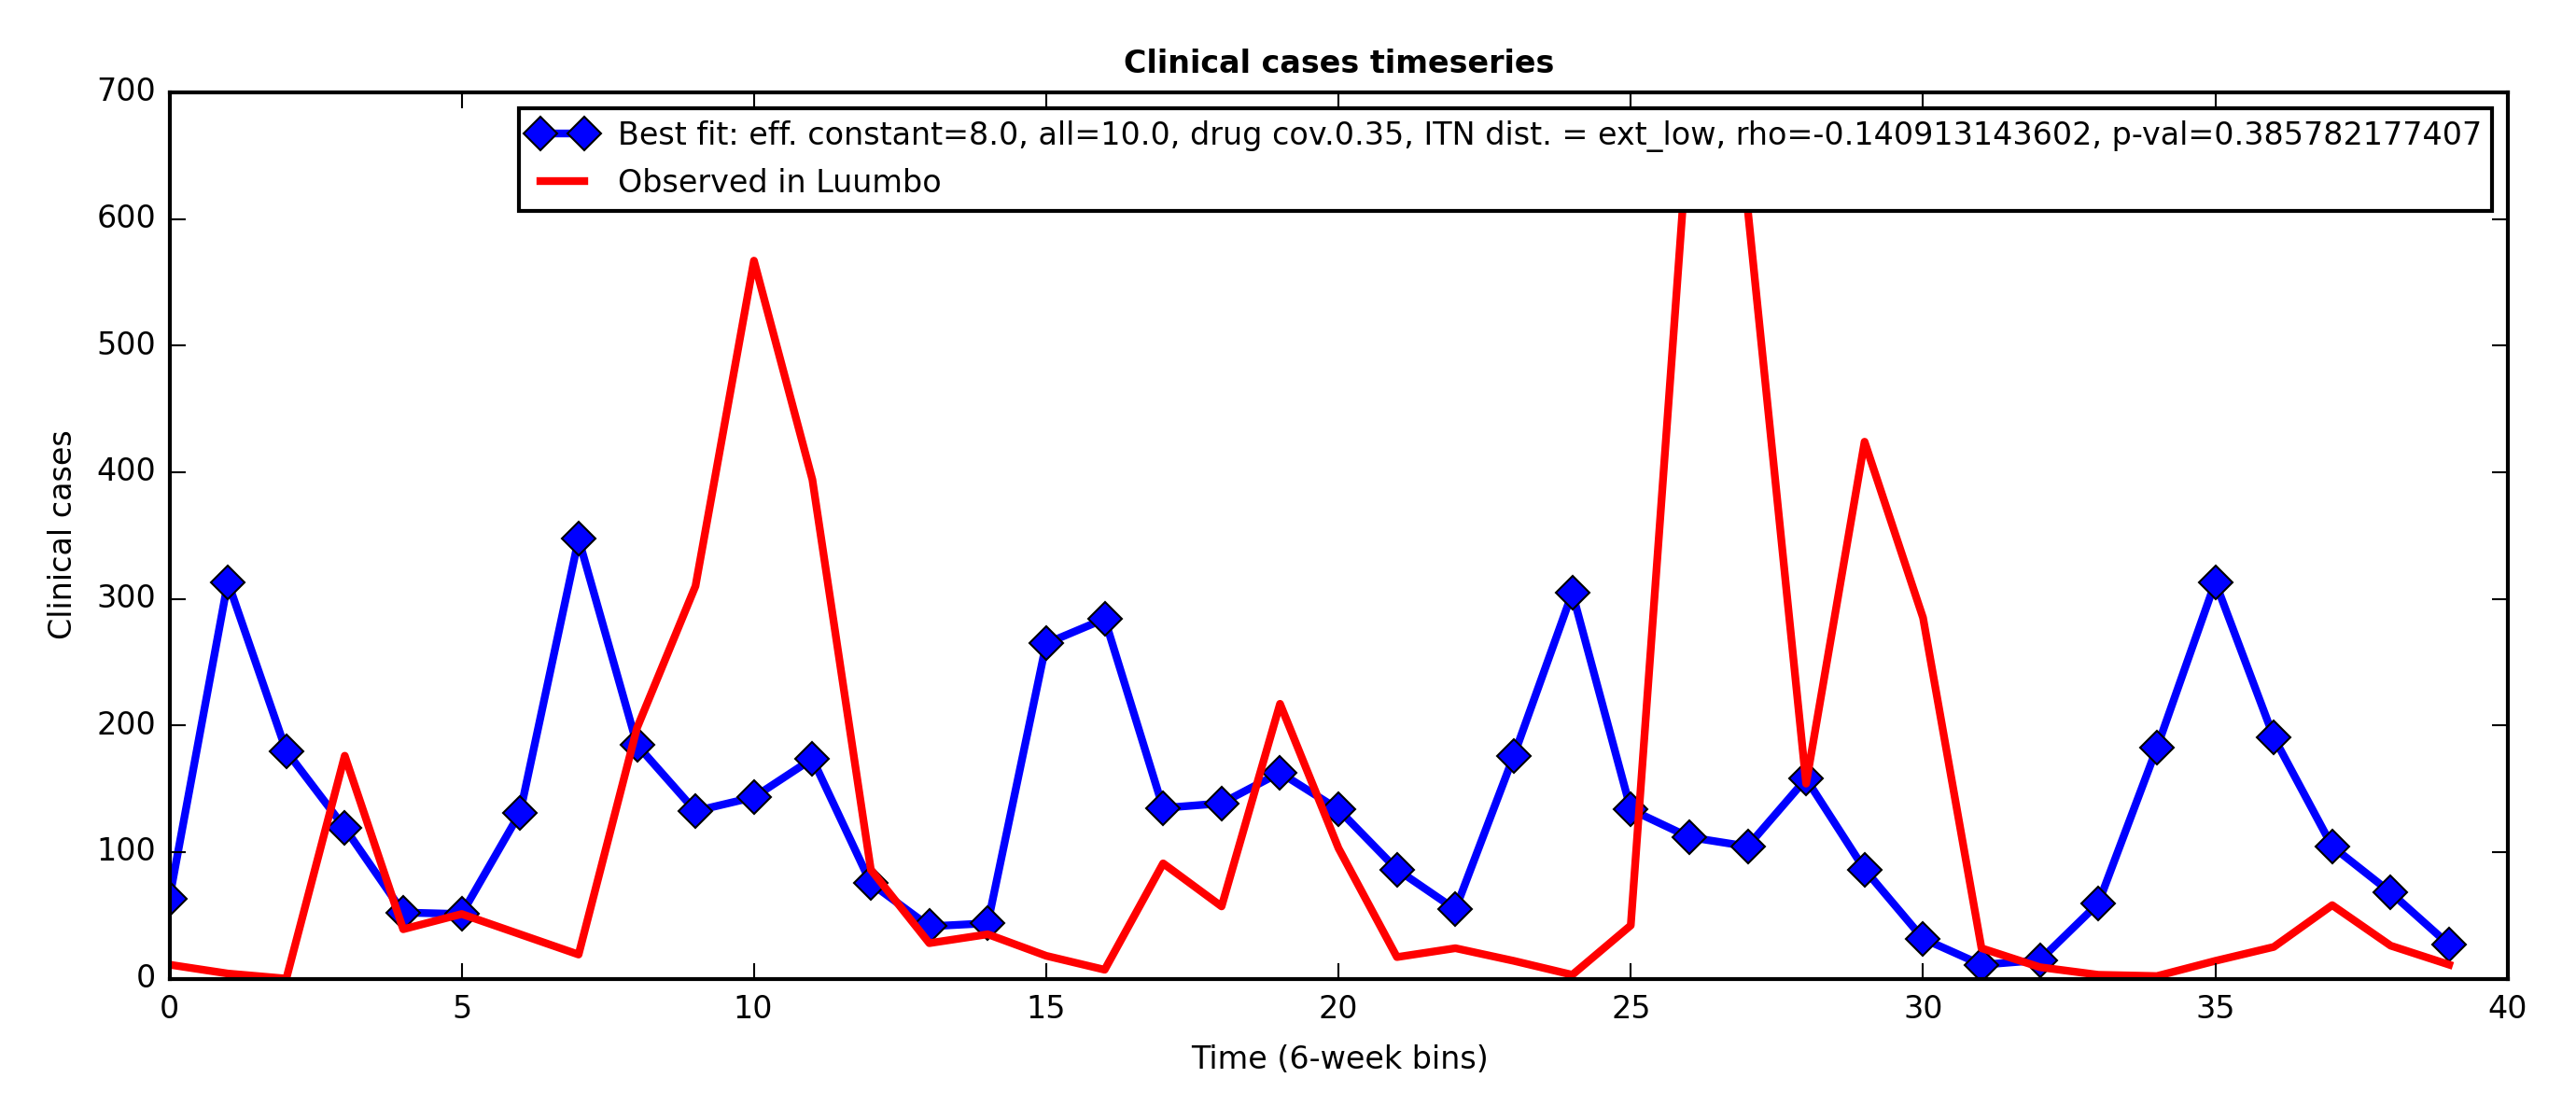 Clinical cases timeseries
700
600
500
400
300
200
100
0
Clinical cases
Best fit: eff. constant=8.0, all=10.0, drug cov.0.35, ITN dist. = ext_low, rho=-0.140913143602, p-val=0.385782177407
Observed in Luumbo
0 5 10 15 20 25 30 35 40
Time (6-week bins)